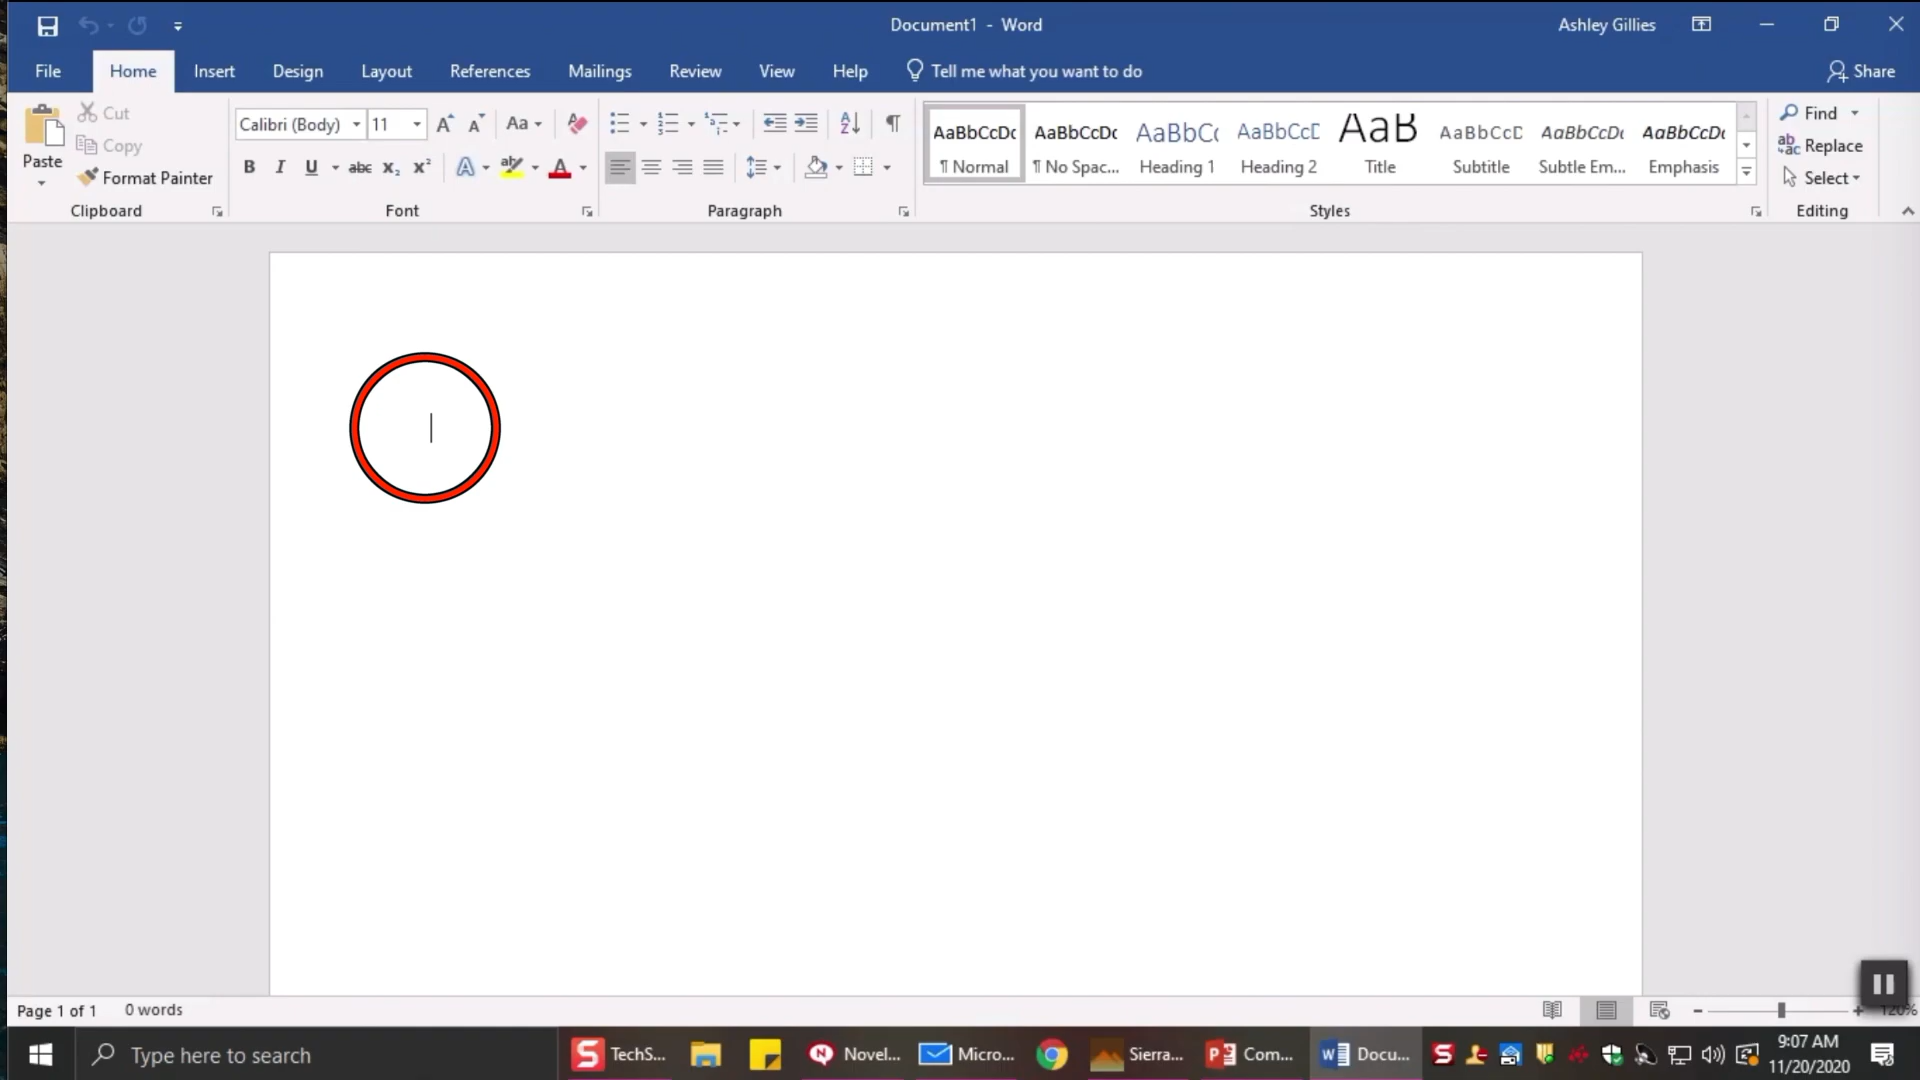 Document1 - Word
Ashley Gillies
File Home Insert Design Layout References Mailings Review View Help Tell me what you want to do Share
Paste
Cut
Copy
Format Painter
Clipboard
Calibri (Body) 11
Font
Paragraph
AaBbCcDc AaBbCcDc AaBbCc AaBbCcD AaB AaBbCcD AaBbCcDc AaBbCcDc
¶ Normal ¶ No Spac... Heading 1 Heading 2 Title Subtitle Subtle Em... Emphasis
Styles
Find
Replace
Select
Editing
Page 1 of 1 0 words
120%
Type here to search
TechS... Novel... Micro... Sierra... Com... Docu...
9:07 AM
11/20/2020